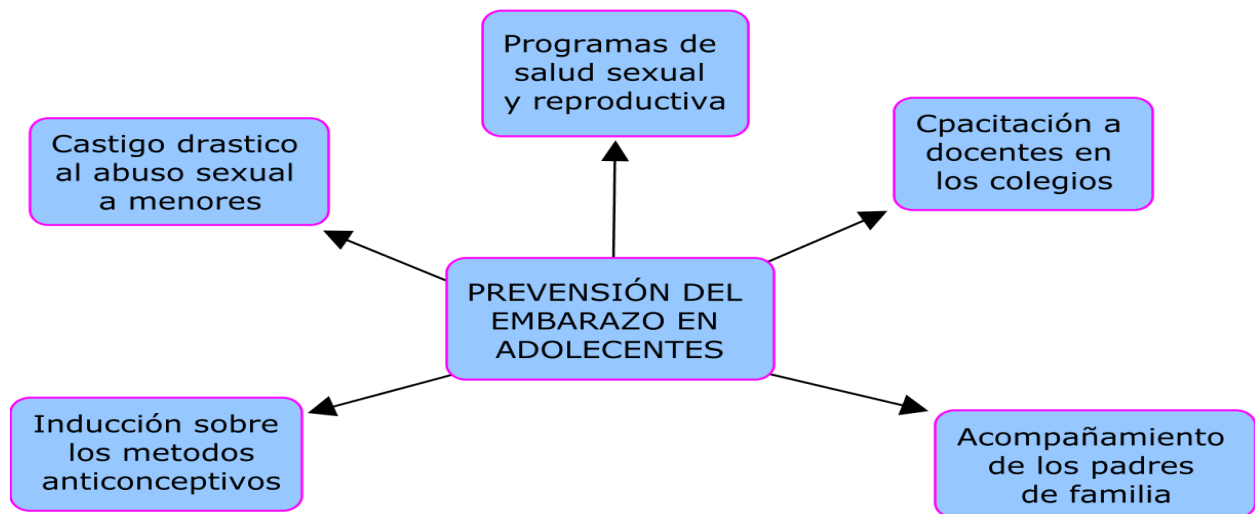 Programas de
salud sexual
y reproductiva
Castigo drastico
al abuso sexual
a menores
Cpacitación a
docentes en
los colegios
PREVENSIÓN DEL
EMBARAZO EN
ADOLECENTES
Inducción sobre
los metodos
anticonceptivos
Acompañamiento
de los padres
de familia